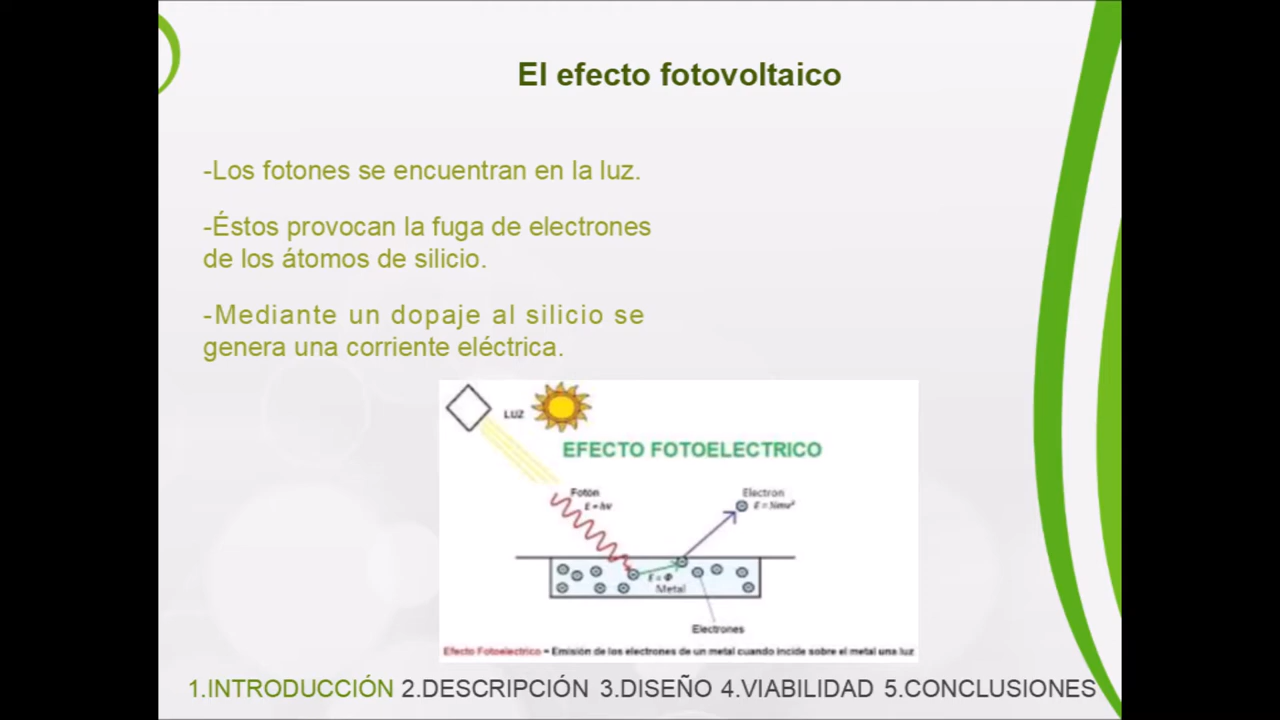 El efecto fotovoltaico
-Los fotones se encuentran en la luz.
-Éstos provocan la fuga de electrones
de los átomos de silicio.
-Mediante un dopaje al silicio se
genera una corriente eléctrica.
LUZ
EFECTO FOTOELECTRICO
Fotón
E = hν
Electron
E = ½mv²
E = Φ
Metal
Electrones
Efecto Fotoelectrico = Emisión de los electrones de un metal cuando incide sobre el metal una luz
1.INTRODUCCIÓN 2.DESCRIPCIÓN 3.DISEÑO 4.VIABILIDAD 5.CONCLUSIONES